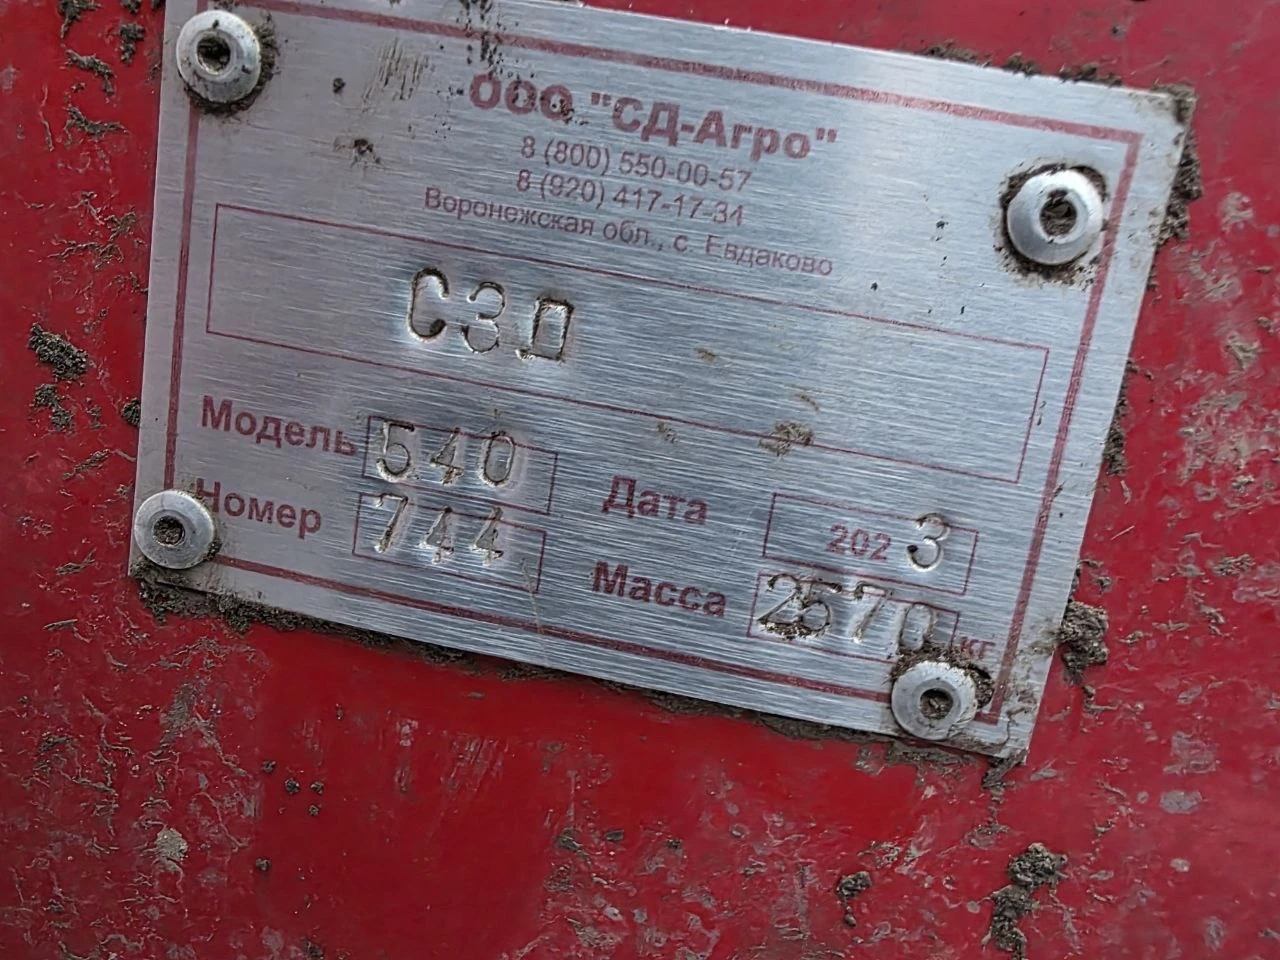 ООО "СД-Агро"
8 (800) 550-00-57
8 (920) 417-17-34
Воронежская обл., с. Евдаково
СЗД
Модель 540
Номер 744
Дата 2023
Масса 2570 кг